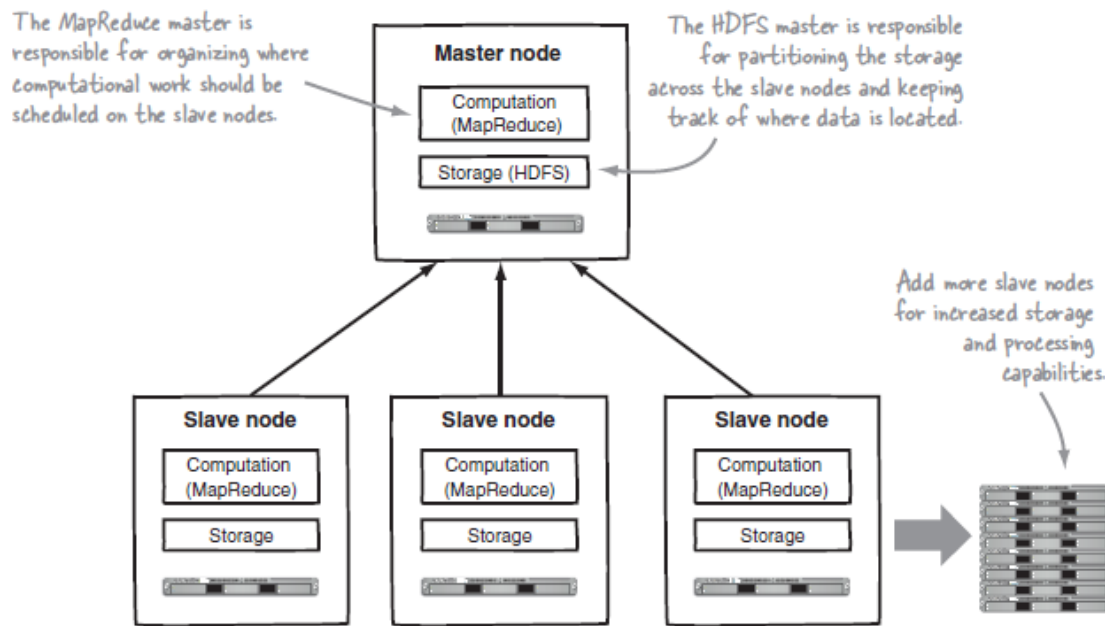 The MapReduce master is
responsible for organizing where
computational work should be
scheduled on the slave nodes.
The HDFS master is responsible
for partitioning the storage
across the slave nodes and keeping
track of where data is located.
Master node
Computation
(MapReduce)
Storage (HDFS)
Add more slave nodes
for increased storage
and processing
capabilities.
Slave node
Computation
(MapReduce)
Storage
Slave node
Computation
(MapReduce)
Storage
Slave node
Computation
(MapReduce)
Storage